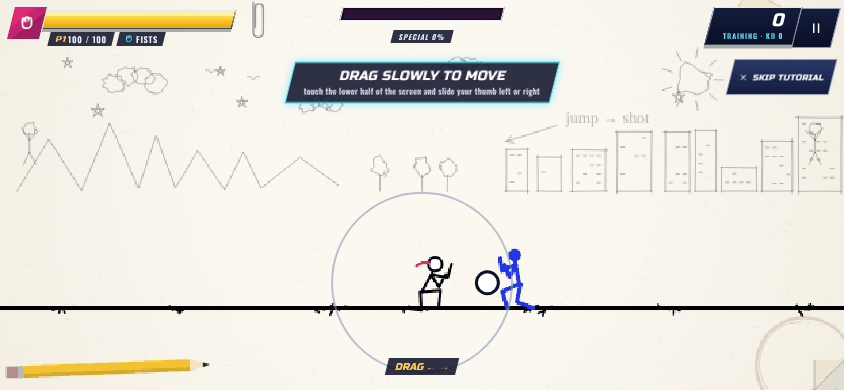 P1 100 / 100
FISTS
SPECIAL 0%
0
TRAINING · KO 0
DRAG SLOWLY TO MOVE
touch the lower half of the screen and slide your thumb left or right
× SKIP TUTORIAL
jump → shot
DRAG ← →